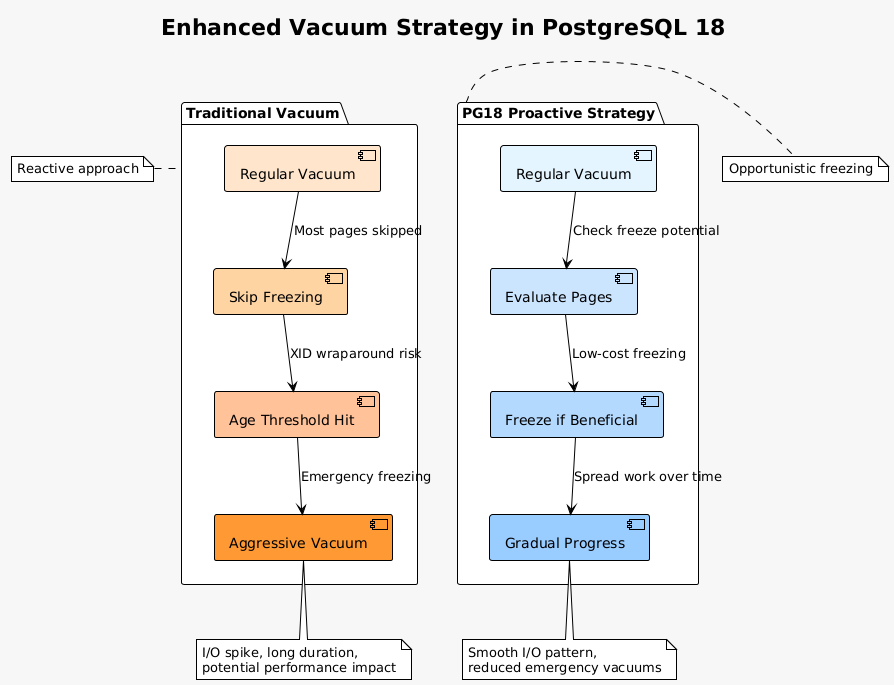 Enhanced Vacuum Strategy in PostgreSQL 18
Traditional Vacuum
Reactive approach
Regular Vacuum
Most pages skipped
Skip Freezing
XID wraparound risk
Age Threshold Hit
Emergency freezing
Aggressive Vacuum
I/O spike, long duration,
potential performance impact
PG18 Proactive Strategy
Opportunistic freezing
Regular Vacuum
Check freeze potential
Evaluate Pages
Low-cost freezing
Freeze if Beneficial
Spread work over time
Gradual Progress
Smooth I/O pattern,
reduced emergency vacuums